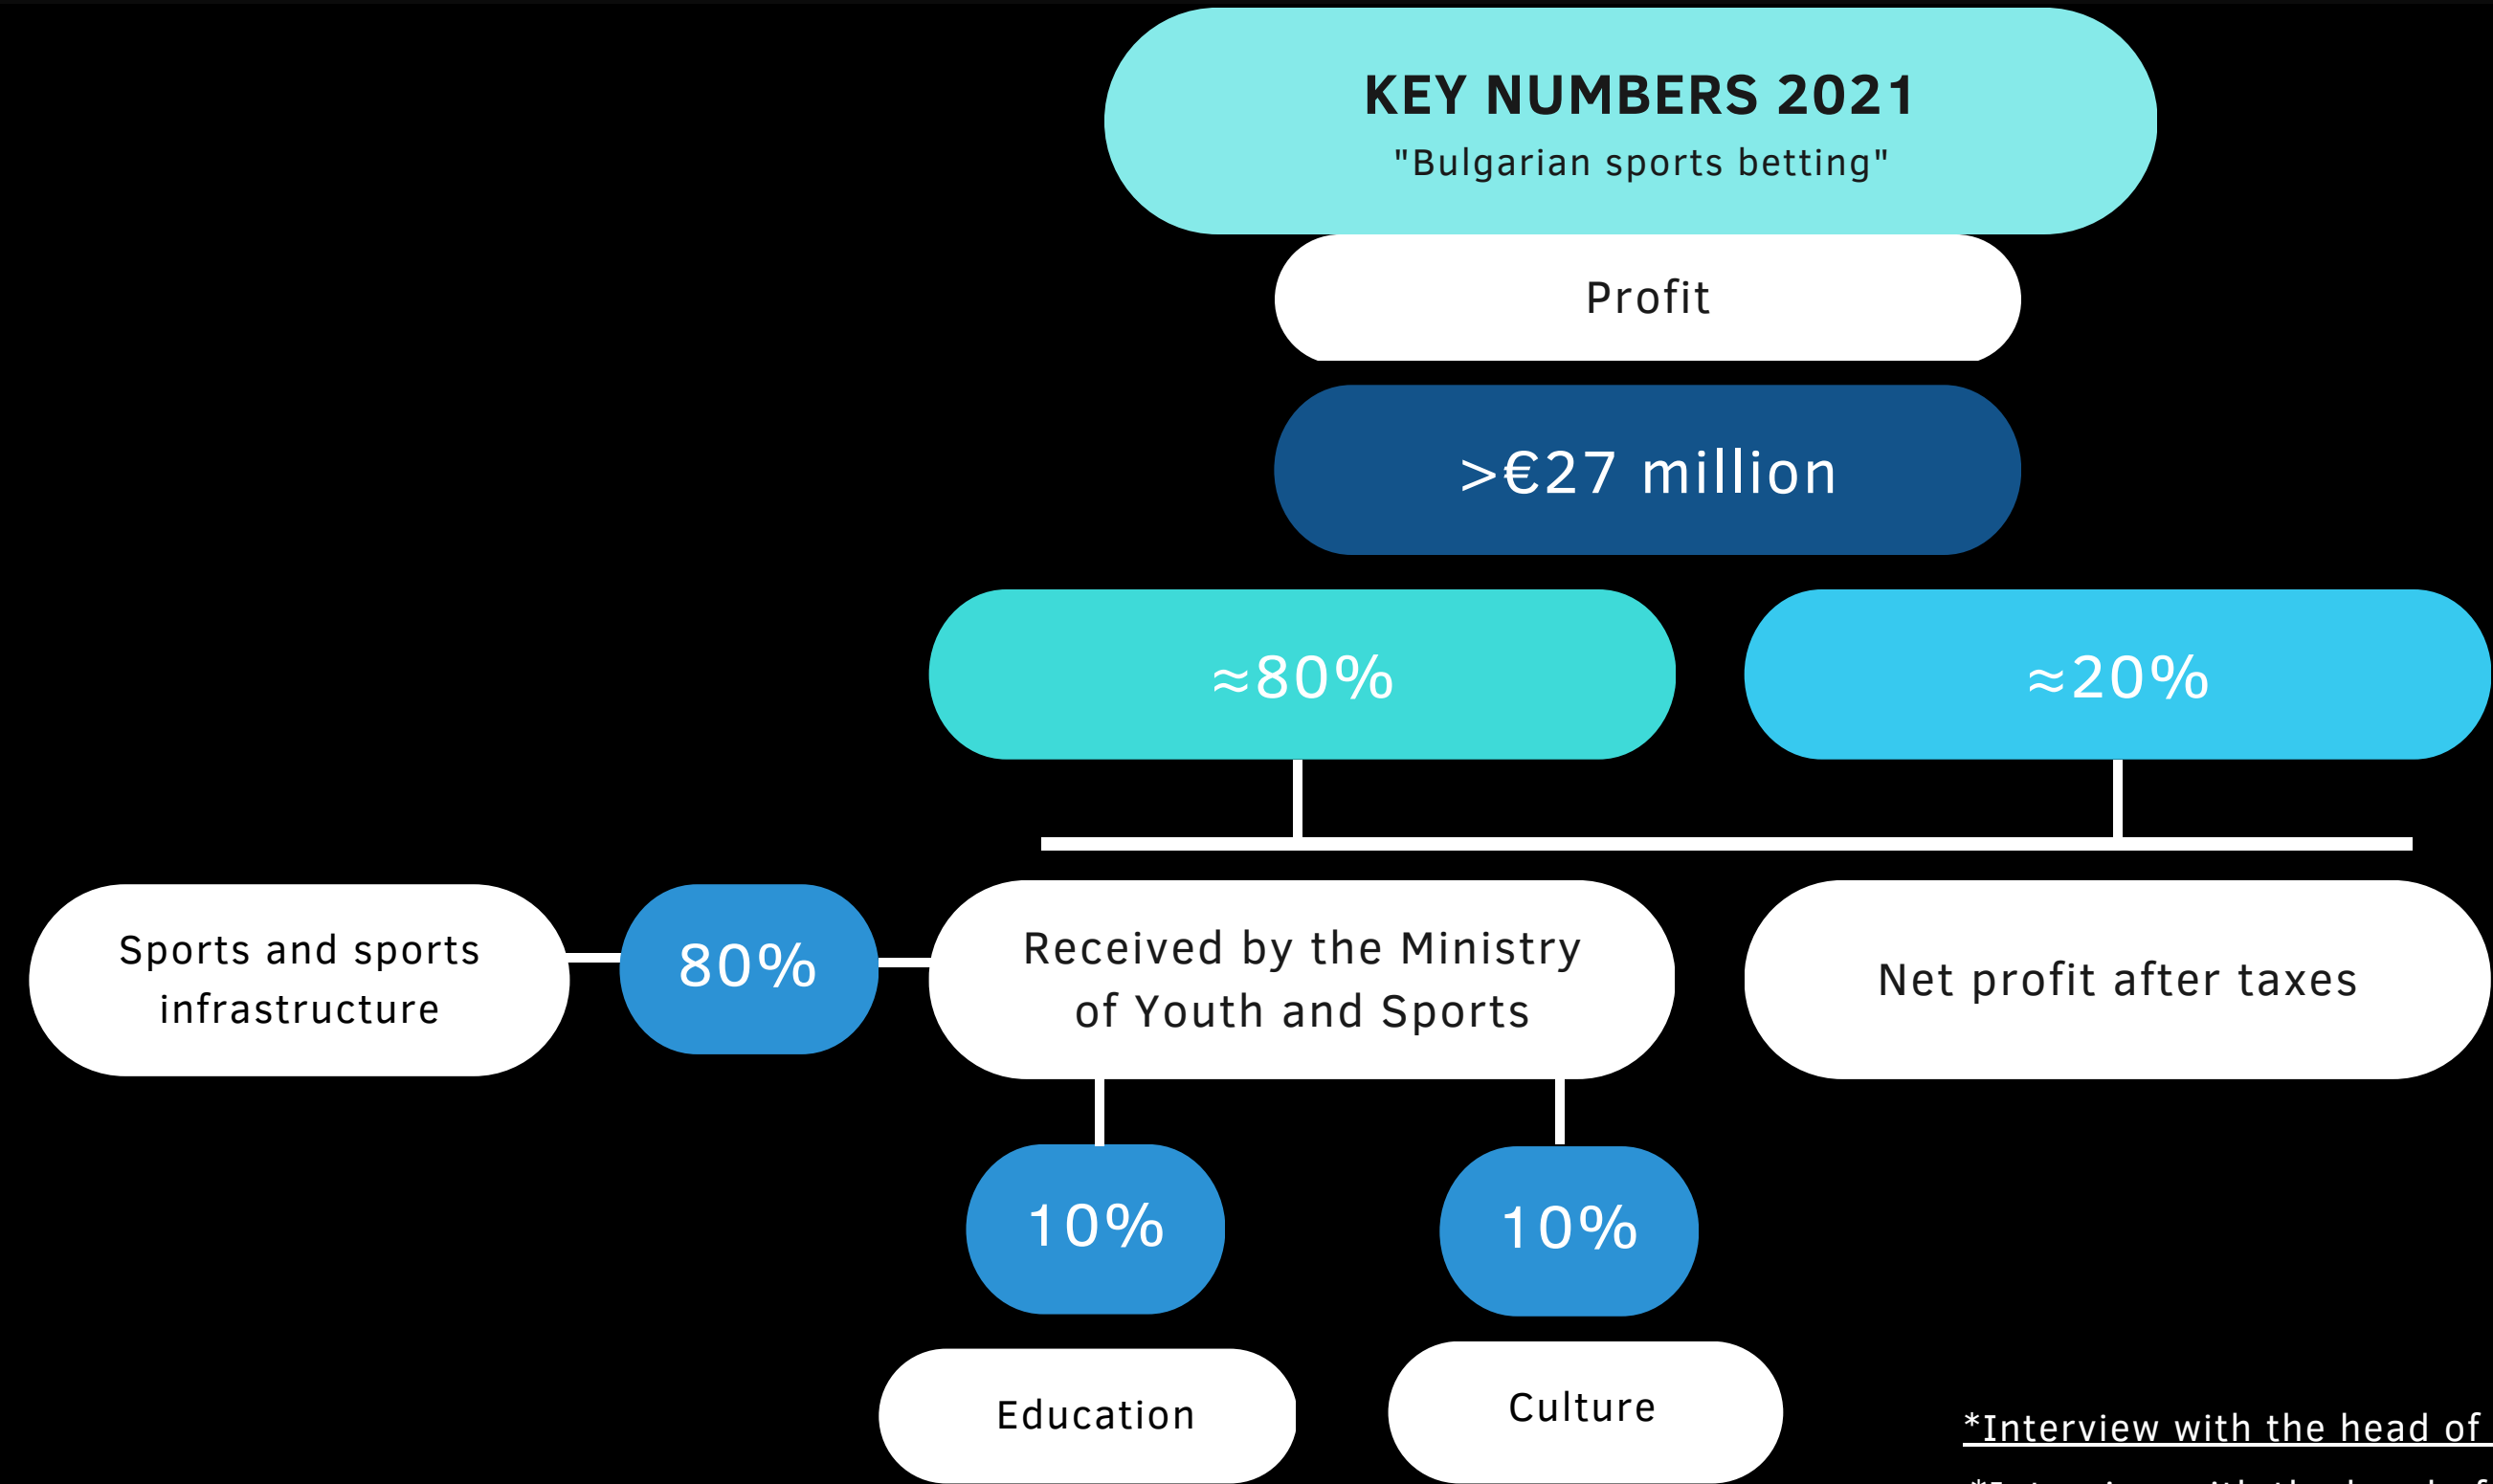 KEY NUMBERS 2021
"Bulgarian sports betting"
Profit
>€27 million
≈80%
≈20%
Sports and sports
infrastructure
80%
Received by the Ministry
of Youth and Sports
Net profit after taxes
10%
10%
Education
Culture
*Interview with the head of